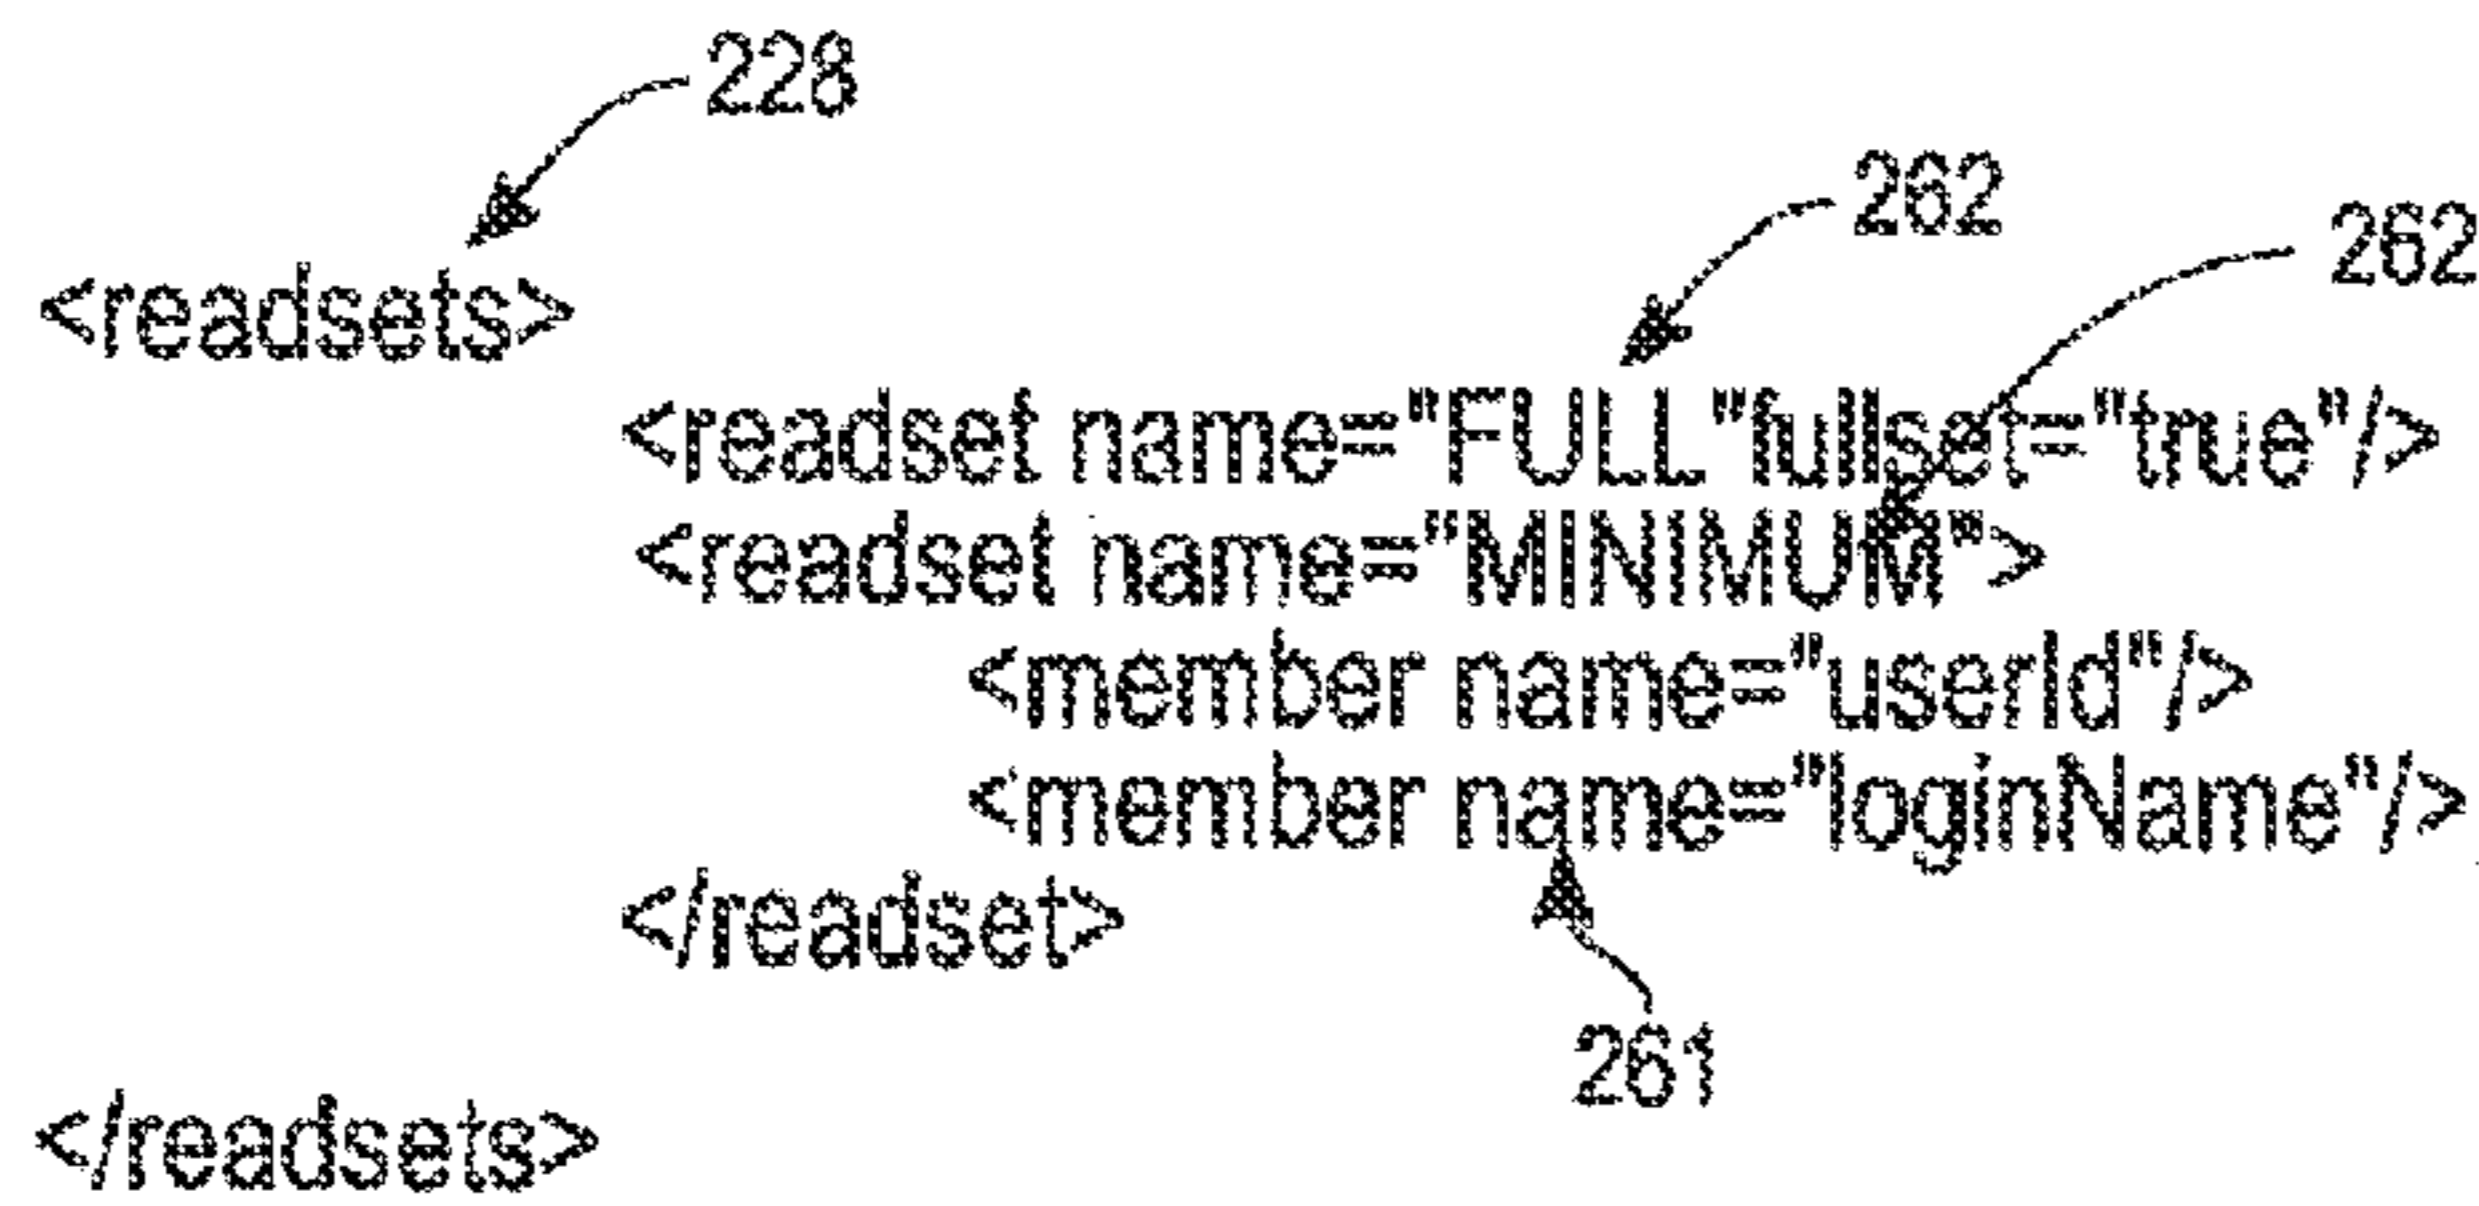 228
262
262
<readsets>
<readset name="FULL"fullset="true"/>
<readset name="MINIMUM">
<member name="userId"/>
<member name="loginName"/>
</readset>
261
</readsets>